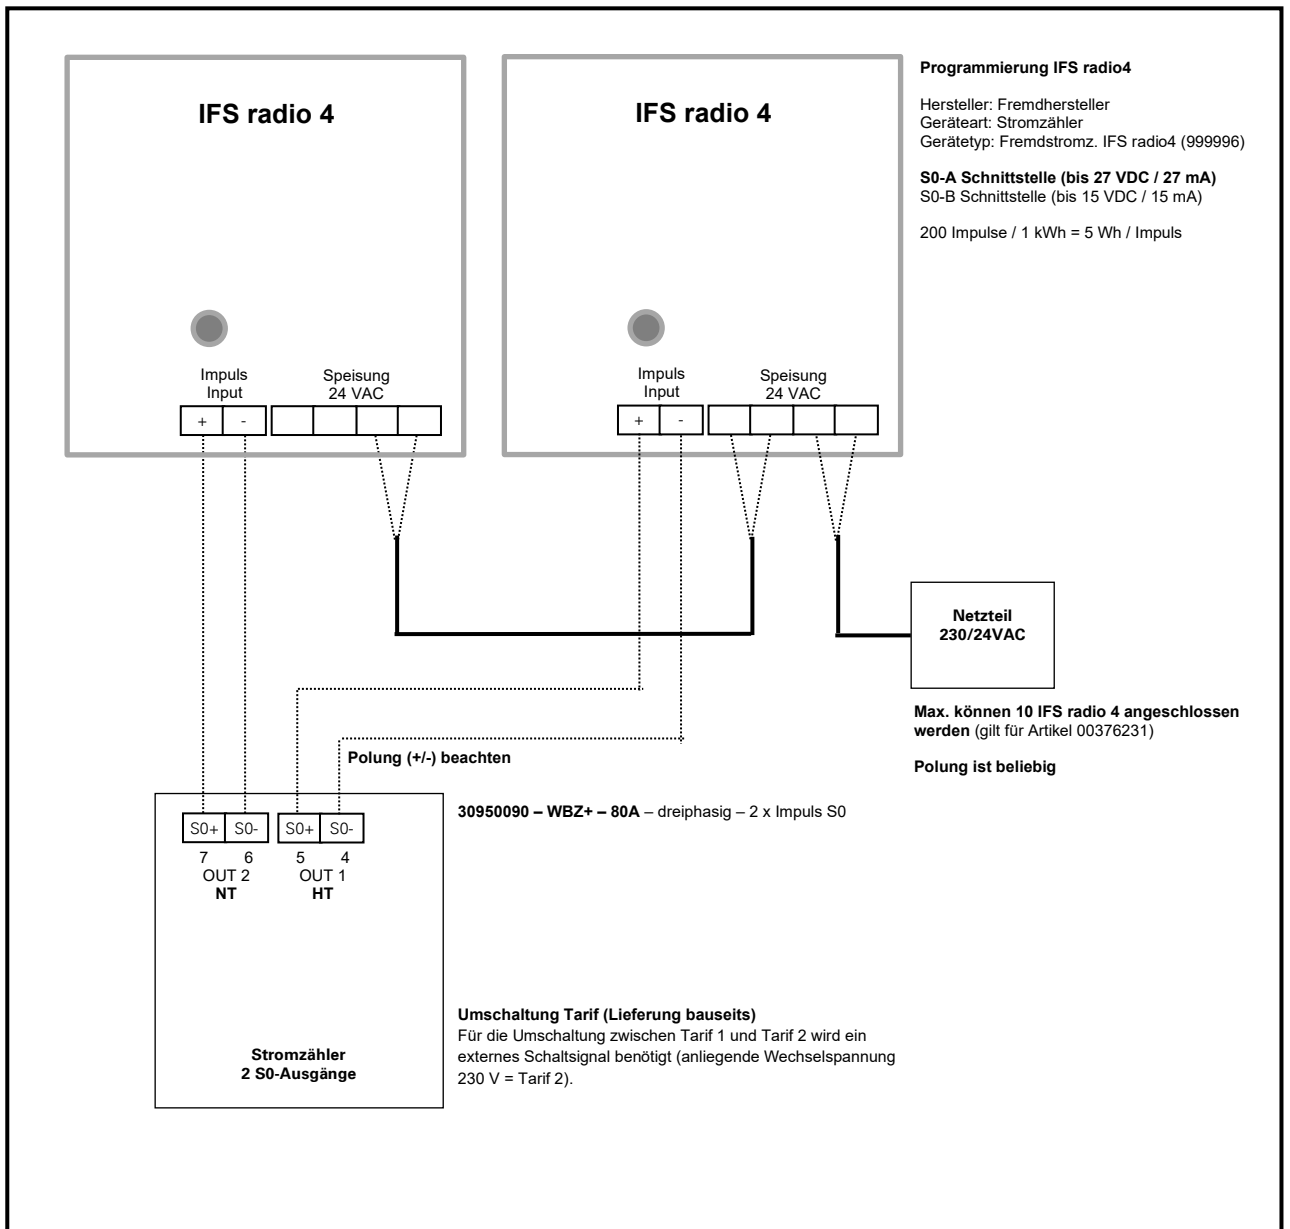 IFS radio 4
Impuls
Input
Speisung
24 VAC
+ -
IFS radio 4
Impuls
Input
Speisung
24 VAC
+ -
Programmierung IFS radio4
Hersteller: Fremdhersteller
Geräteart: Stromzähler
Gerätetyp: Fremdstromz. IFS radio4 (999996)
S0-A Schnittstelle (bis 27 VDC / 27 mA)
S0-B Schnittstelle (bis 15 VDC / 15 mA)
200 Impulse / 1 kWh = 5 Wh / Impuls
Netzteil
230/24VAC
Max. können 10 IFS radio 4 angeschlossen
werden (gilt für Artikel 00376231)
Polung ist beliebig
Polung (+/-) beachten
30950090 – WBZ+ – 80A – dreiphasig – 2 x Impuls S0
S0+ S0- S0+ S0-
7 6 5 4
OUT 2 OUT 1
NT HT
Stromzähler
2 S0-Ausgänge
Umschaltung Tarif (Lieferung bauseits)
Für die Umschaltung zwischen Tarif 1 und Tarif 2 wird ein
externes Schaltsignal benötigt (anliegende Wechselspannung
230 V = Tarif 2).